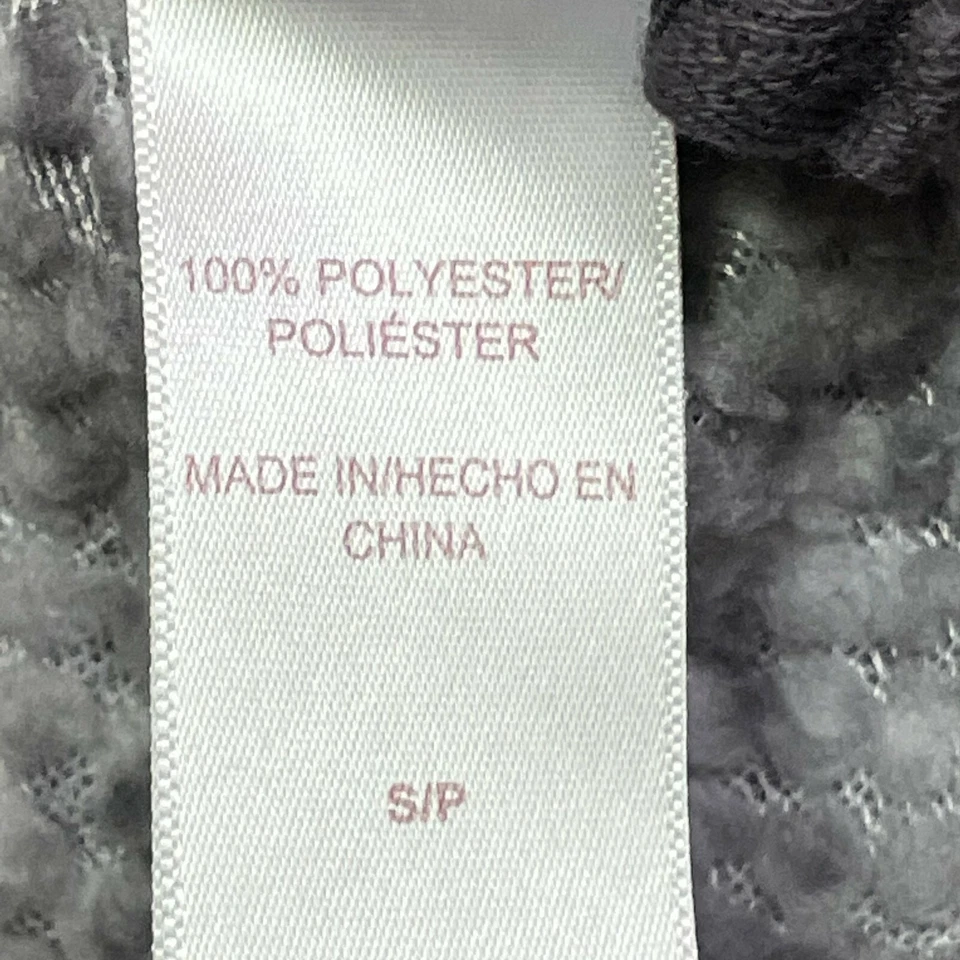 100% POLYESTER/
POLIÉSTER
MADE IN/HECHO EN
CHINA
S/P